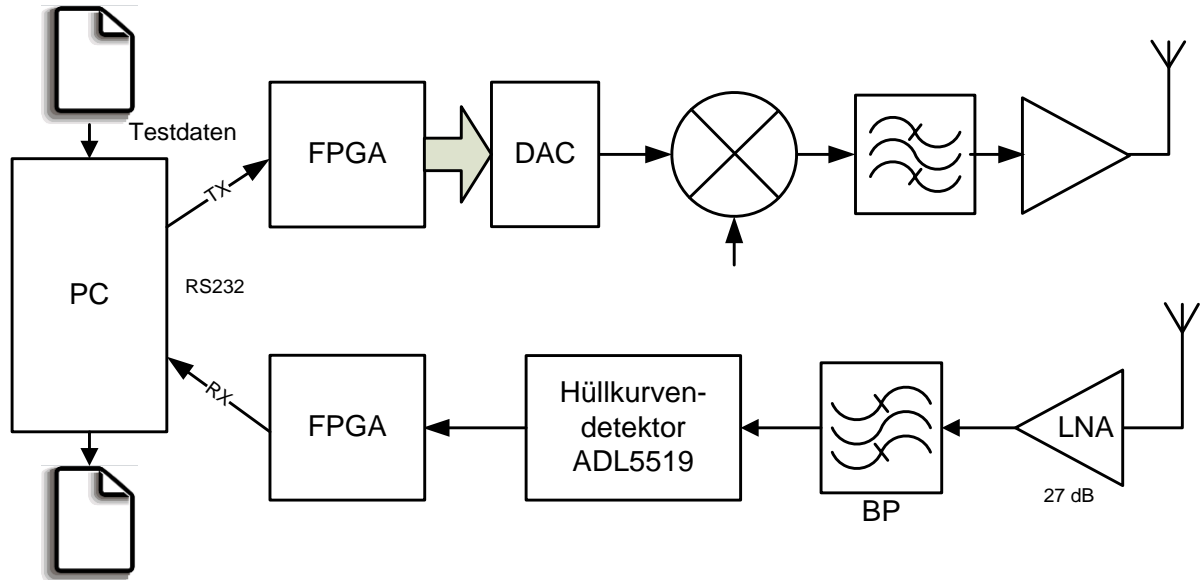 Testdaten
FPGA
DAC
TX
PC
RS232
RX
FPGA
Hüllkurven-
detektor
ADL5519
BP
LNA
27 dB